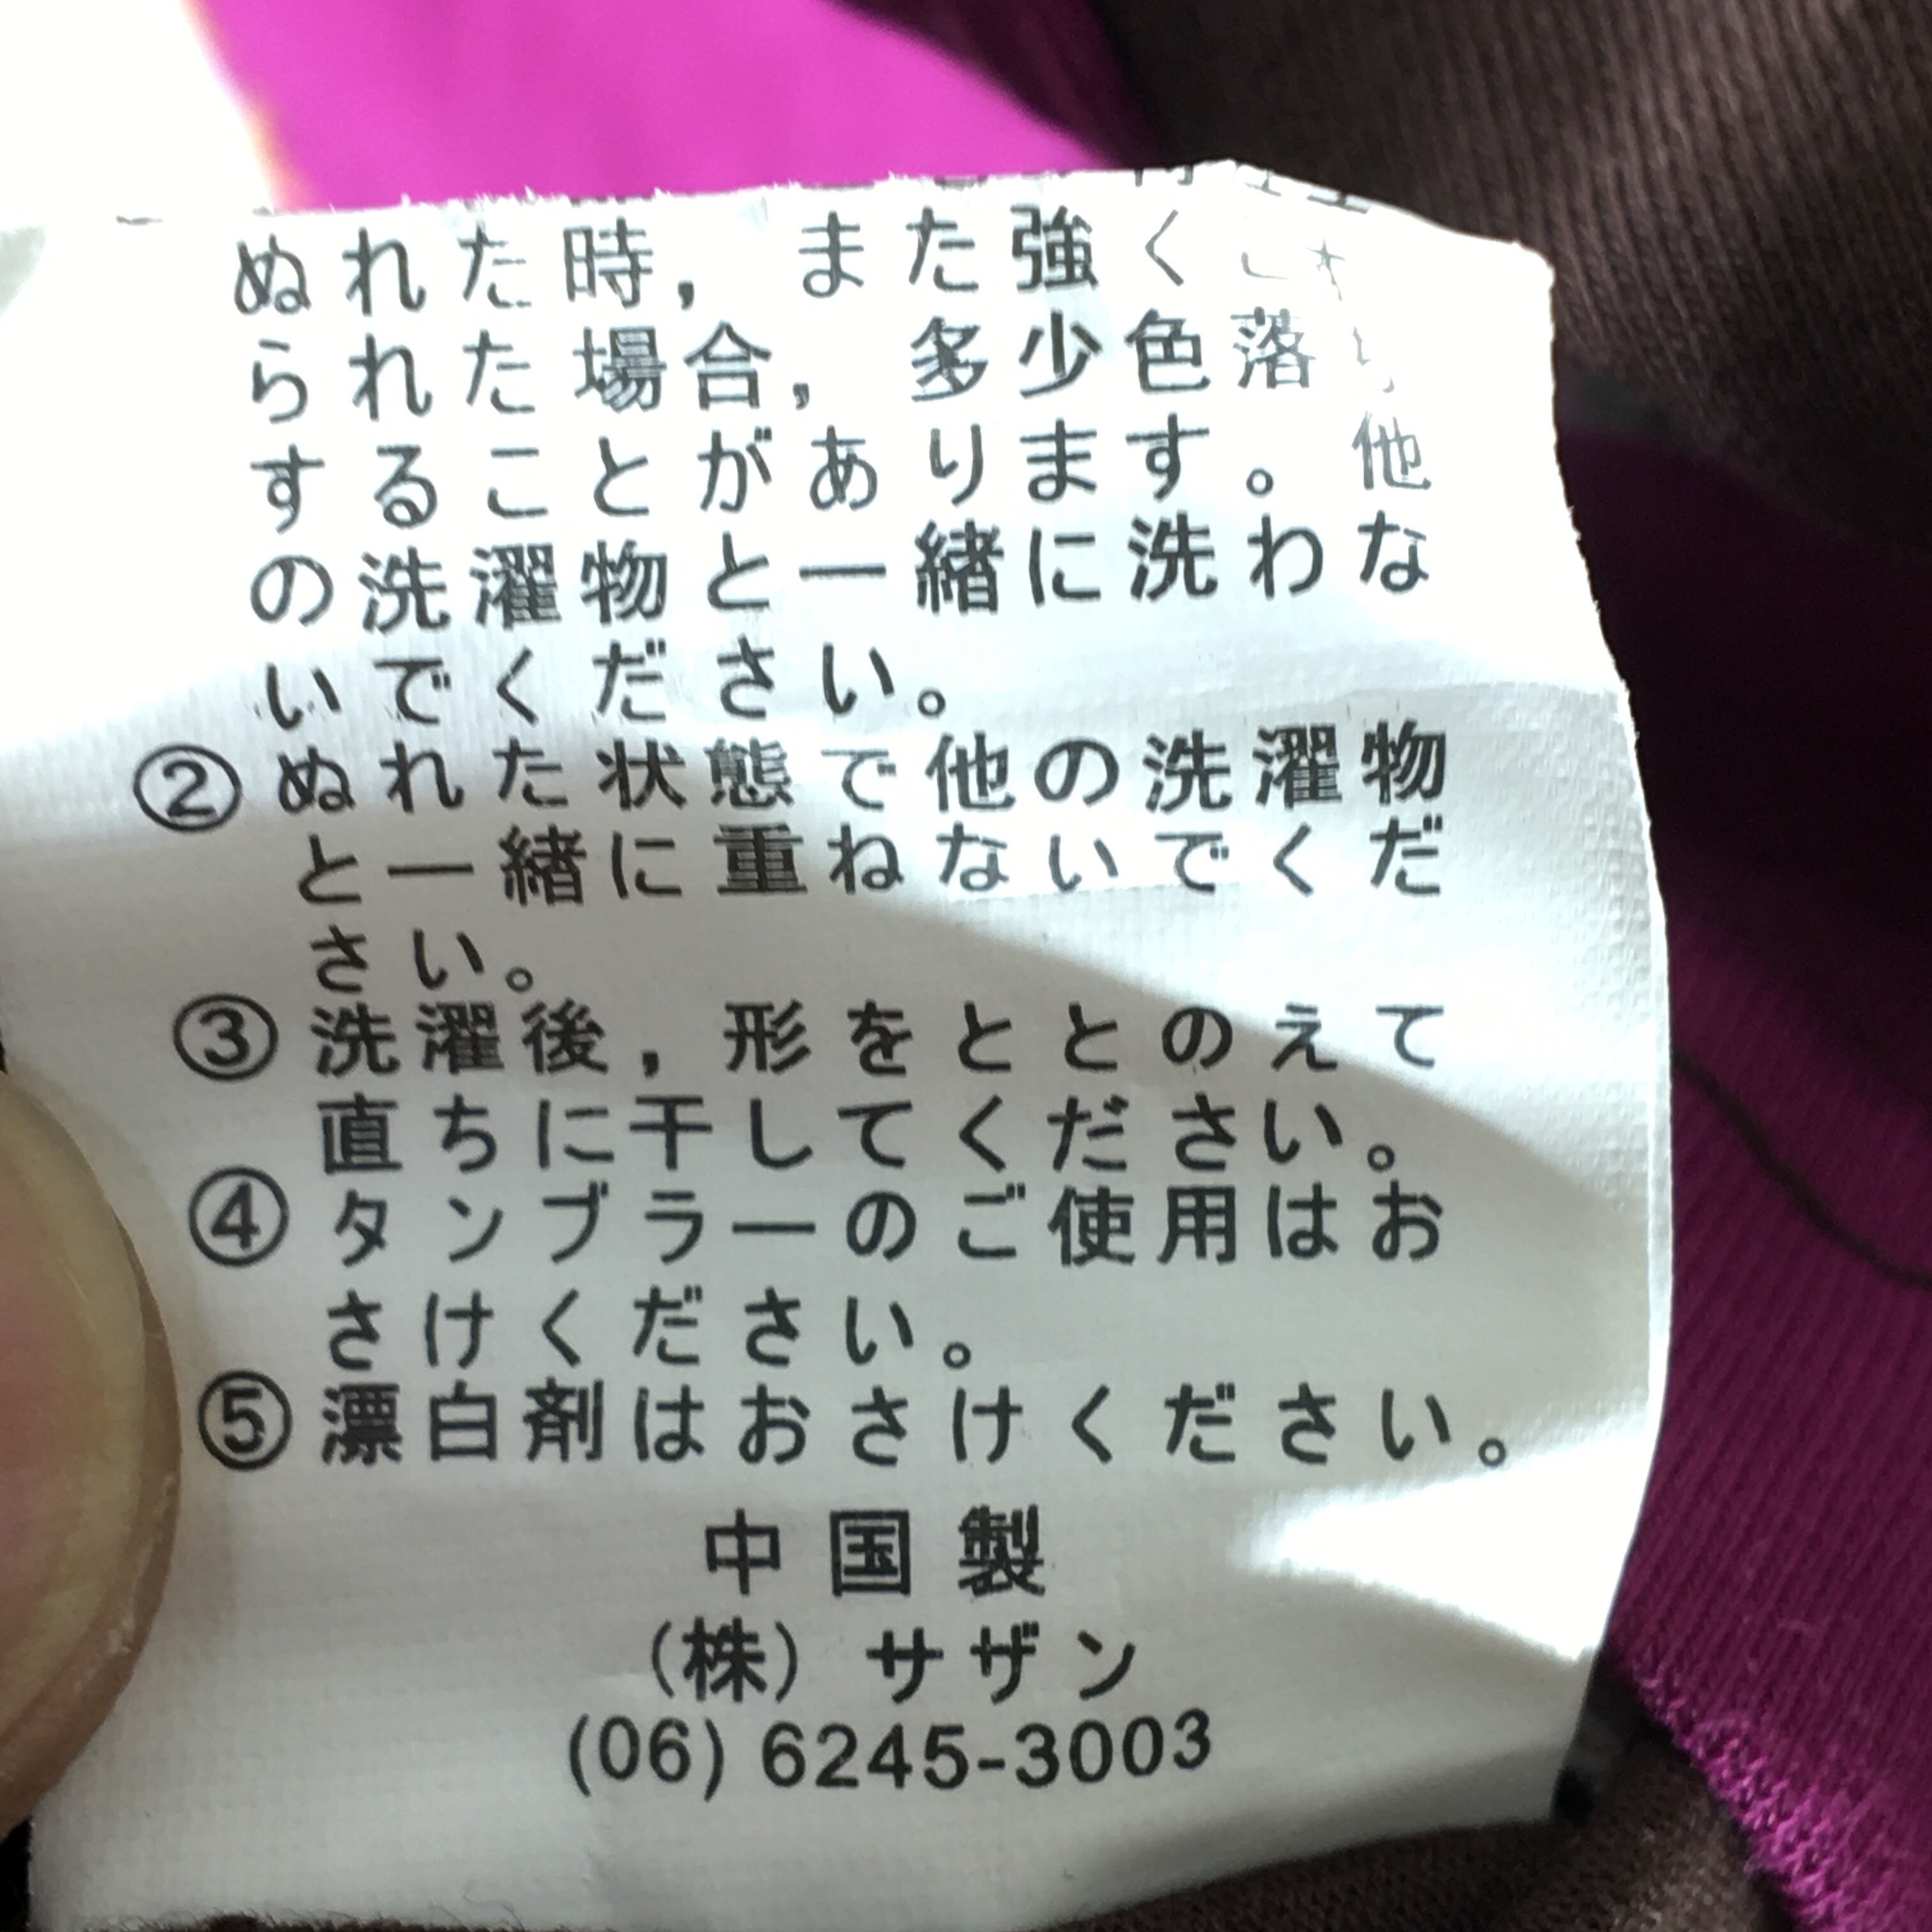 ぬれた時，また強くこす
られた場合，多少色落ち
することがあります。他
の洗濯物と一緒に洗わな
いでください。
②ぬれた状態で他の洗濯物
と一緒に重ねないでくだ
さい。
③洗濯後，形をととのえて
直ちに干してください。
④タンブラーのご使用はお
さけください。
⑤漂白剤はおさけください。
中国製
（株）サザン
(06) 6245-3003